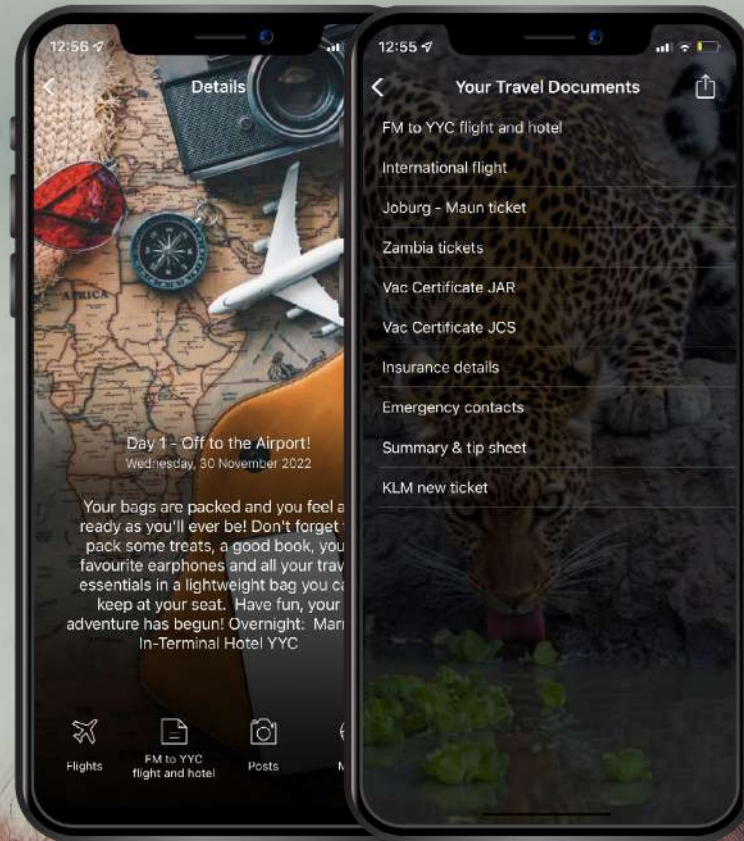 12:56
Details
AFRICA
Day 1 - Off to the Airport!
Wednesday, 30 November 2022
Your bags are packed and you feel a
ready as you'll ever be! Don't forget
pack some treats, a good book, you
favourite earphones and all your trav
essentials in a lightweight bag you ca
keep at your seat. Have fun, your
adventure has begun! Overnight: Marr
In-Terminal Hotel YYC
Flights
FM to YYC
flight and hotel
Posts
M
12:55
Your Travel Documents
FM to YYC flight and hotel
International flight
Joburg - Maun ticket
Zambia tickets
Vac Certificate JAR
Vac Certificate JCS
Insurance details
Emergency contacts
Summary & tip sheet
KLM new ticket